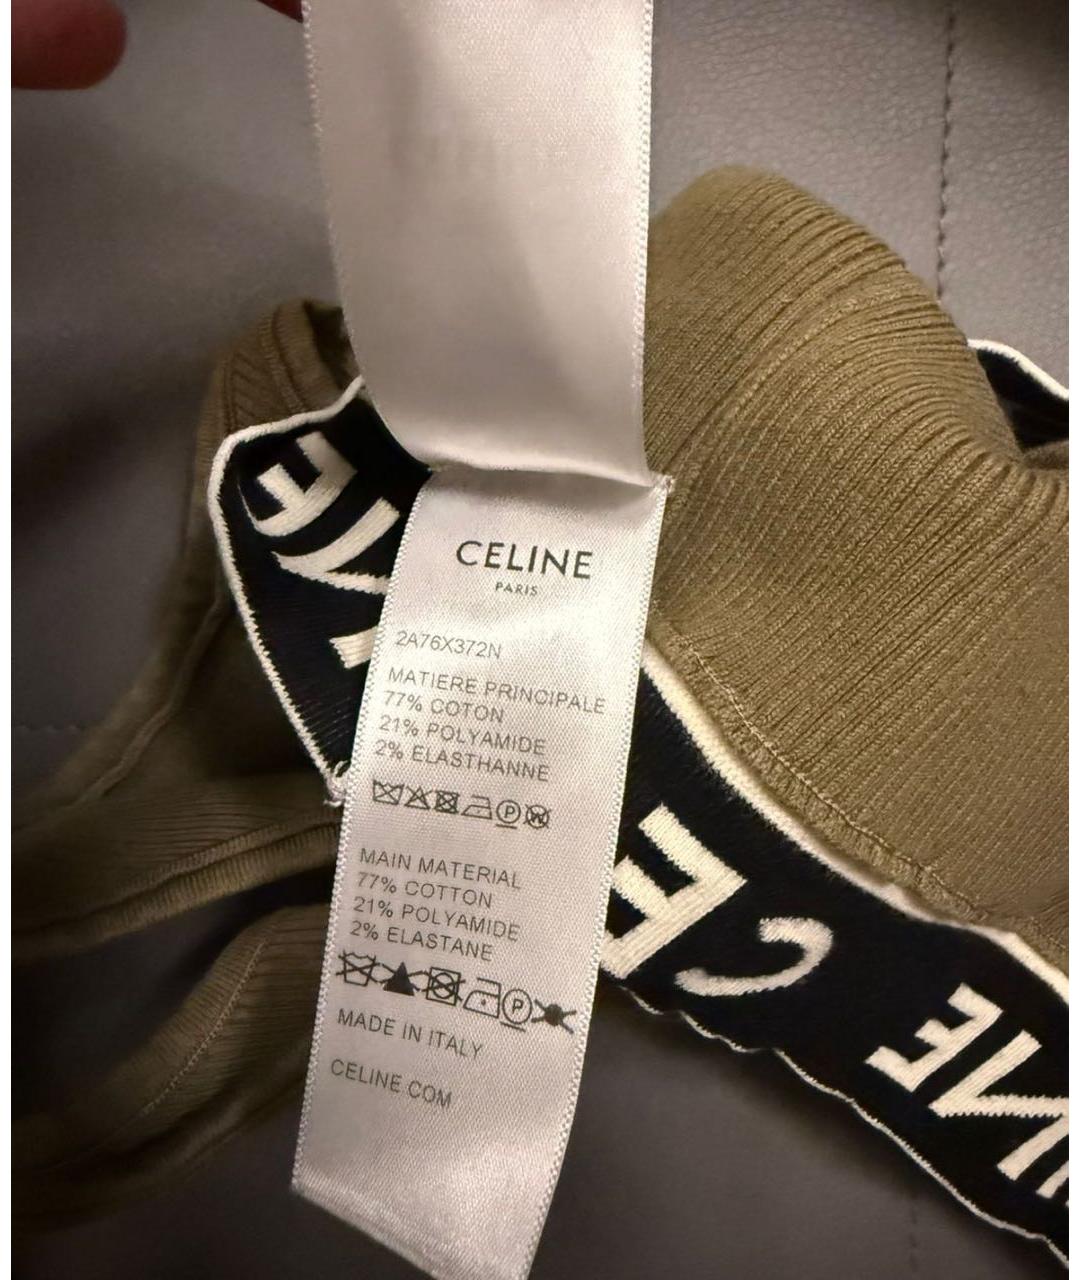 CELINE
PARIS
2A76X372N
MATIERE PRINCIPALE
77% COTON
21% POLYAMIDE
2% ELASTHANNE
MAIN MATERIAL
77% COTTON
21% POLYAMIDE
2% ELASTANE
MADE IN ITALY
CELINE.COM